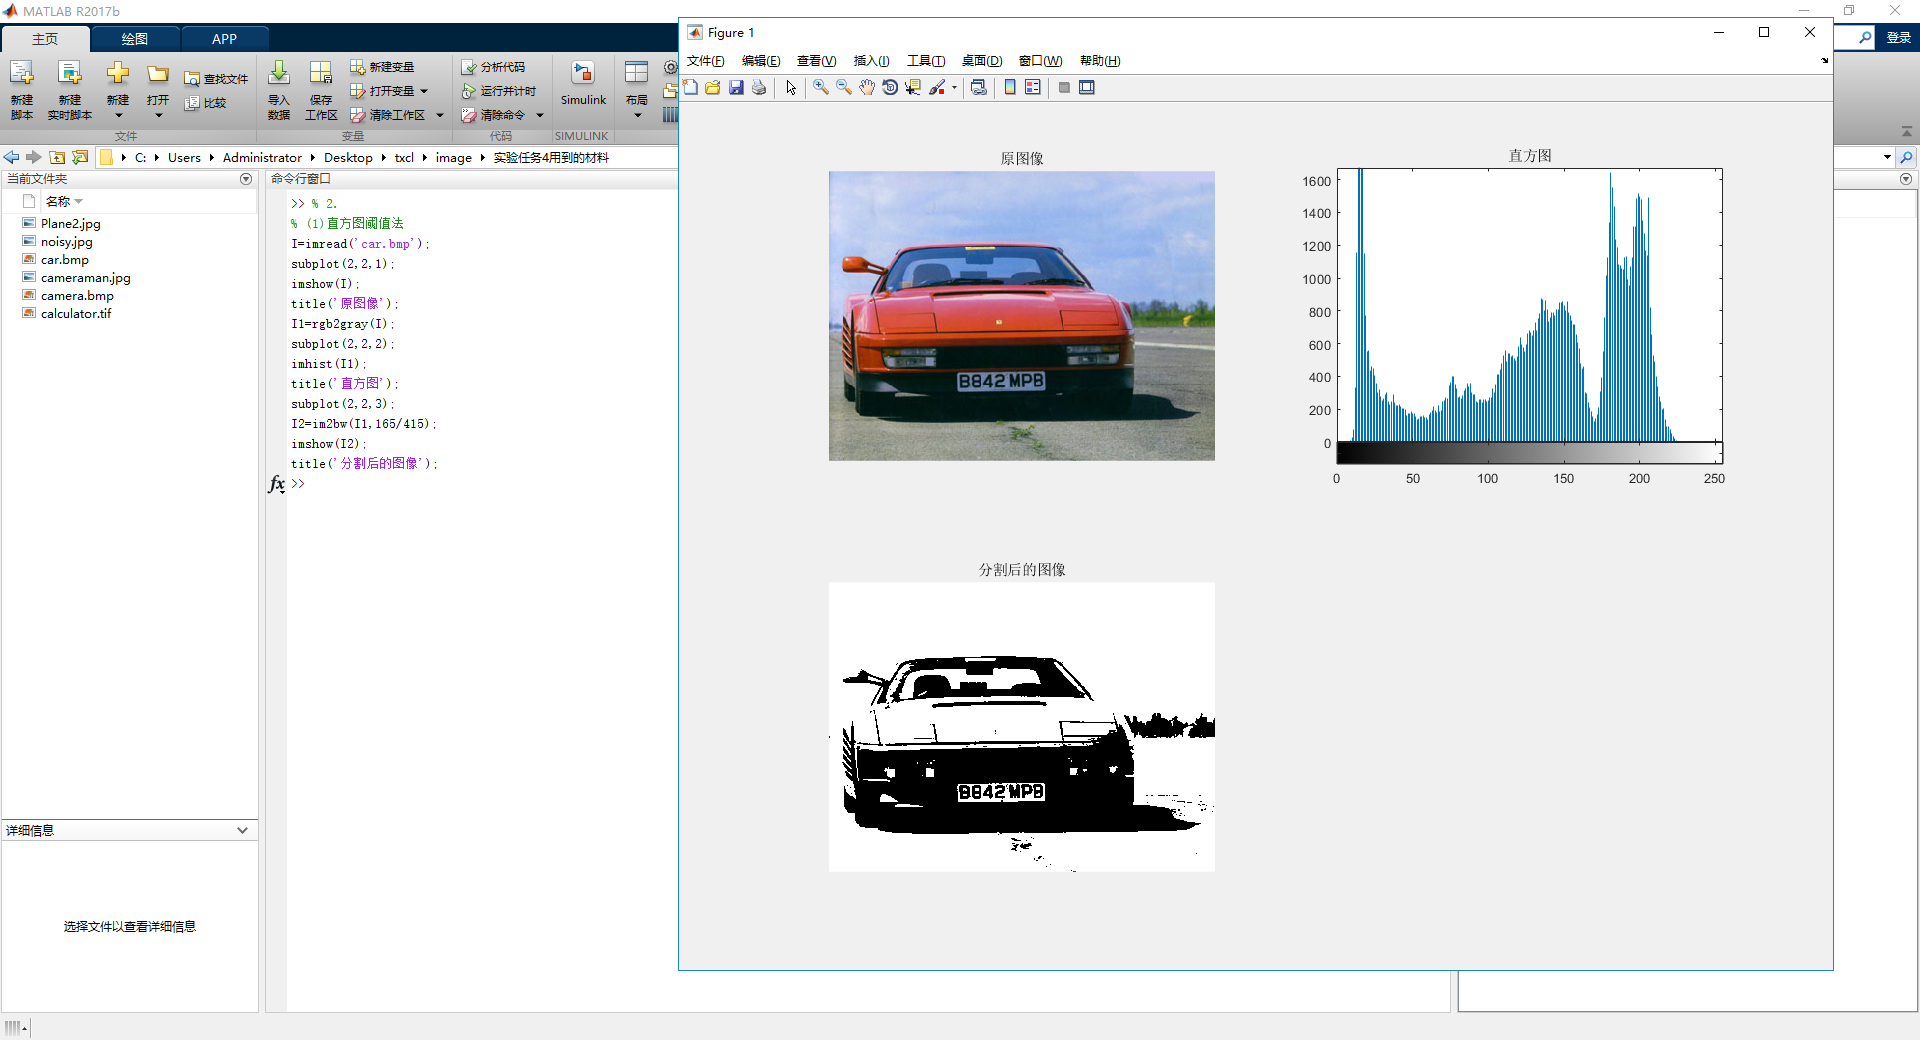 MATLAB R2017b
主页
绘图
APP
登录
新建
脚本
新建
实时脚本
新建
打开
查找文件
比较
文件
导入
数据
保存
工作区
新建变量
打开变量
清除工作区
变量
分析代码
运行并计时
清除命令
代码
Simulink
SIMULINK
布局
C: Users Administrator Desktop txcl image 实验任务4用到的材料
当前文件夹
名称
Plane2.jpg
noisy.jpg
car.bmp
cameraman.jpg
camera.bmp
calculator.tif
详细信息
选择文件以查看详细信息
命令行窗口
>> % 2.
% (1)直方图阈值法
I=imread('car.bmp');
subplot(2,2,1);
imshow(I);
title('原图像');
I1=rgb2gray(I);
subplot(2,2,2);
imhist(I1);
title('直方图');
subplot(2,2,3);
I2=im2bw(I1,165/415);
imshow(I2);
title('分割后的图像');
fx >>
Figure 1
文件(F) 编辑(E) 查看(V) 插入(I) 工具(T) 桌面(D) 窗口(W) 帮助(H)
原图像
B842 MPB
直方图
1600
1400
1200
1000
800
600
400
200
0
0 50 100 150 200 250
分割后的图像
B842 MPB